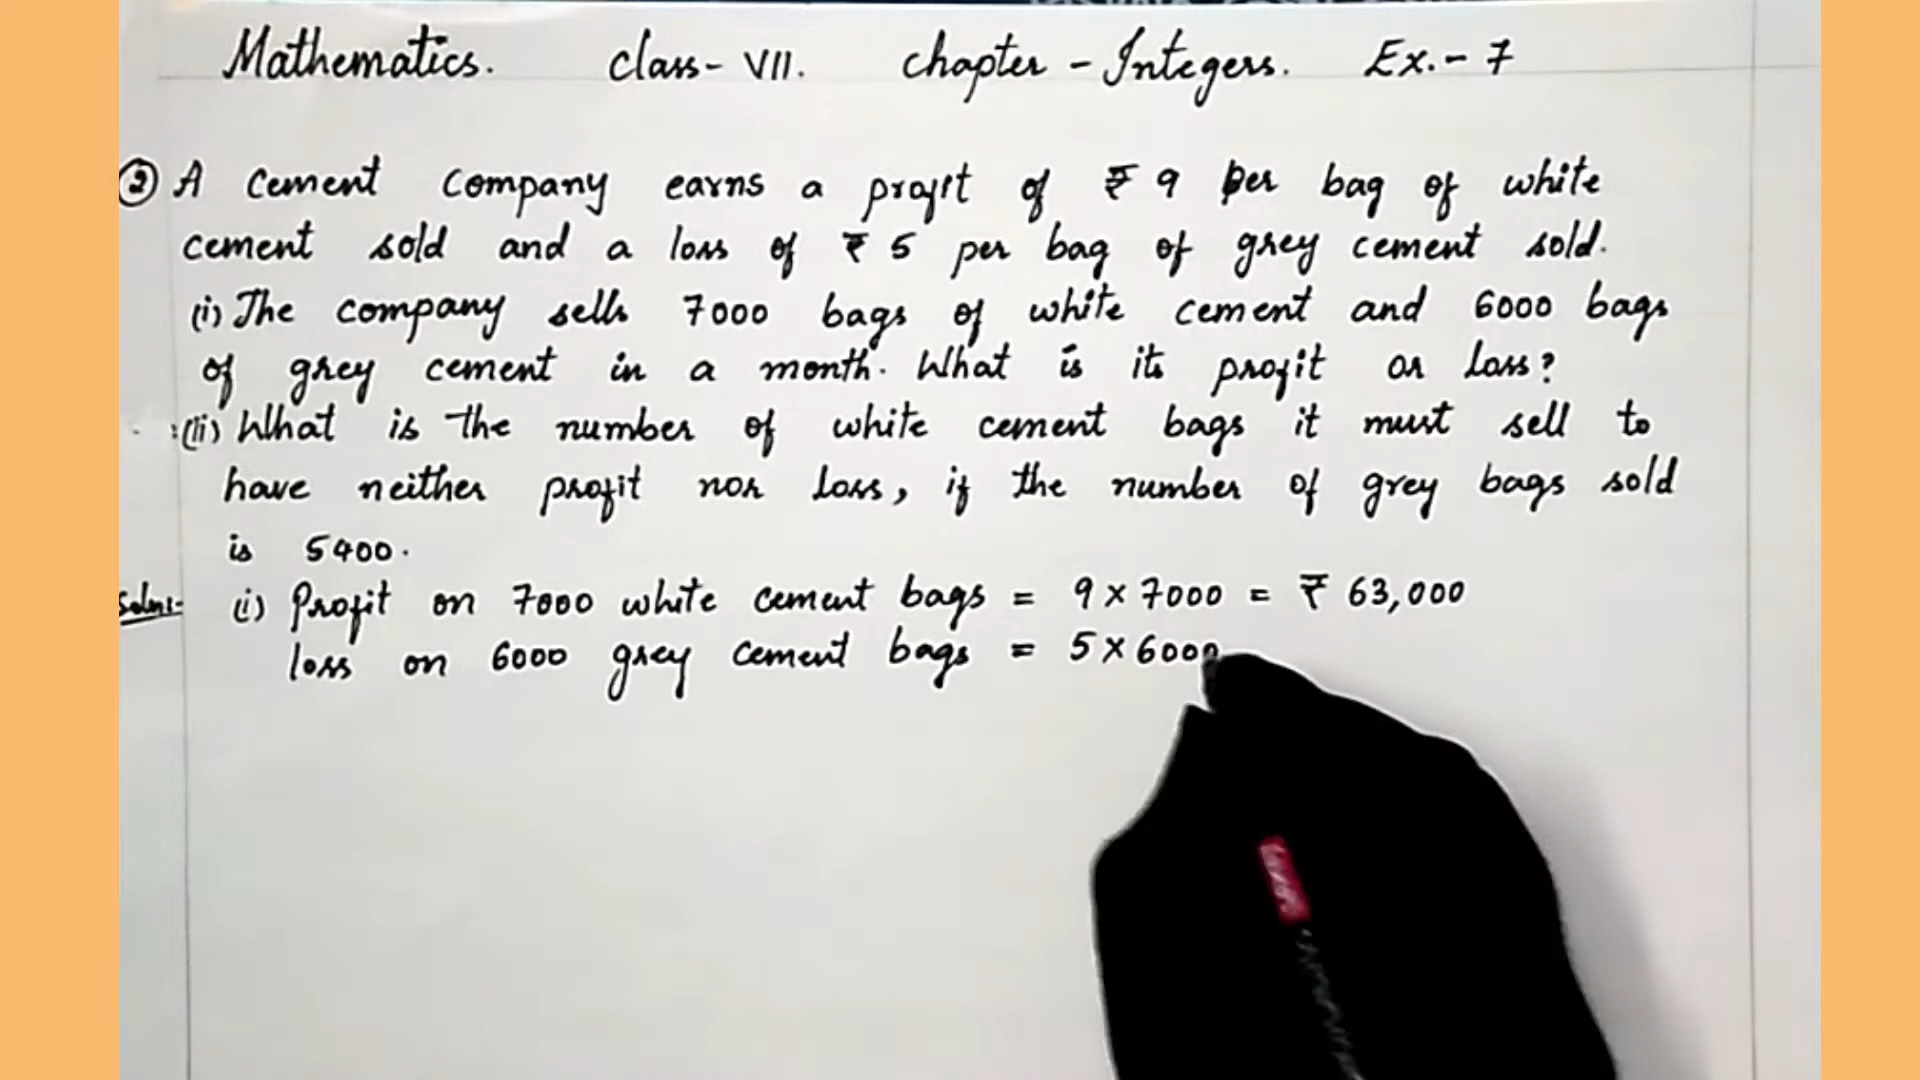 Mathematics. class- VII. chapter - Integers. Ex.- 7
② A cement company earns a profit of ₹ 9 per bag of white
cement sold and a loss of ₹ 5 per bag of grey cement sold.
(i) The company sells 7000 bags of white cement and 6000 bags
of grey cement in a month. What is its profit or loss?
(ii) What is the number of white cement bags it must sell to
have neither profit nor loss, if the number of grey bags sold
is 5400.
Soln:- (i) Profit on 7000 white cement bags = 9 × 7000 = ₹ 63,000
loss on 6000 grey cement bags = 5 × 6000